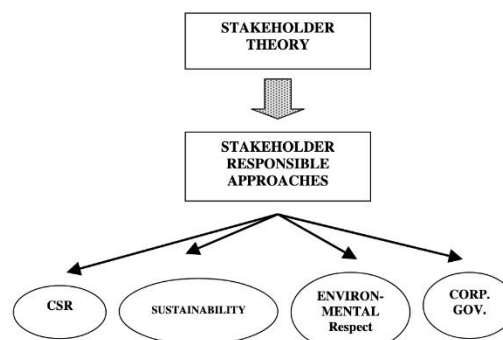 STAKEHOLDER
THEORY
STAKEHOLDER
RESPONSIBLE
APPROACHES
CSR
SUSTAINABILITY
ENVIRON-
MENTAL
Respect
CORP.
GOV.